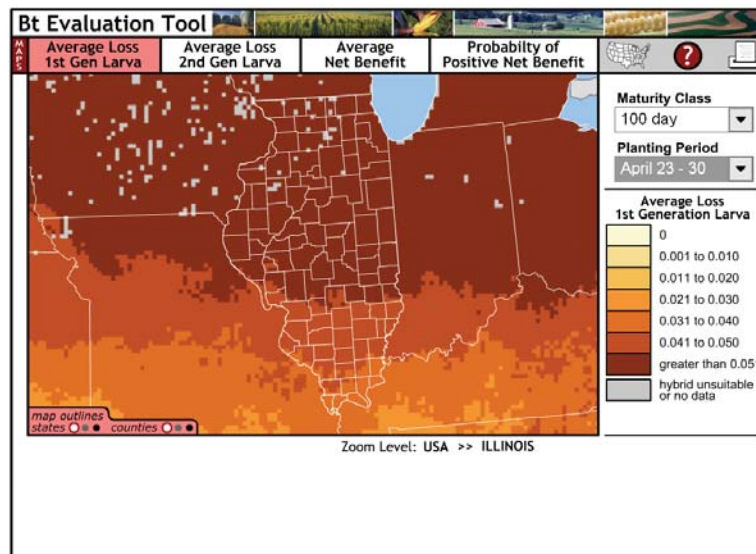 Bt Evaluation Tool
MAPS
Average Loss
1st Gen Larva
Average Loss
2nd Gen Larva
Average
Net Benefit
Probabilty of
Positive Net Benefit
?
Maturity Class
100 day
Planting Period
April 23 - 30
Average Loss
1st Generation Larva
0
0.001 to 0.010
0.011 to 0.020
0.021 to 0.030
0.031 to 0.040
0.041 to 0.050
greater than 0.05
hybrid unsuitable
or no data
map outlines
states counties
Zoom Level: USA >> ILLINOIS